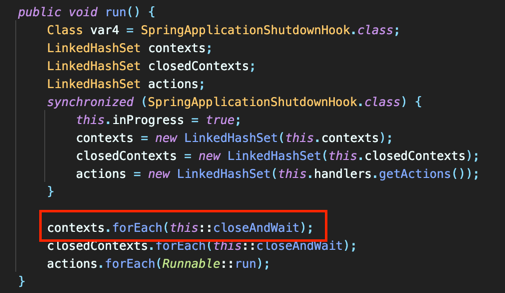 public void run() {
Class var4 = SpringApplicationShutdownHook.class;
LinkedHashSet contexts;
LinkedHashSet closedContexts;
LinkedHashSet actions;
synchronized (SpringApplicationShutdownHook.class) {
this.inProgress = true;
contexts = new LinkedHashSet(this.contexts);
closedContexts = new LinkedHashSet(this.closedContexts);
actions = new LinkedHashSet(this.handlers.getActions());
}
contexts.forEach(this::closeAndWait);
closedContexts.forEach(this::closeAndWait);
actions.forEach(Runnable::run);
}